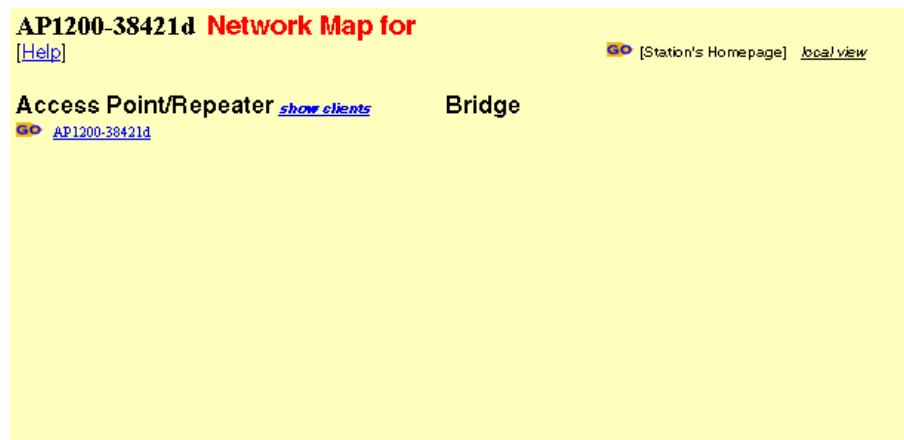 AP1200-38421d Network Map for
[Help]
GO [Station's Homepage] local view
Access Point/Repeater show clients
Bridge
GO AP1200-38421d